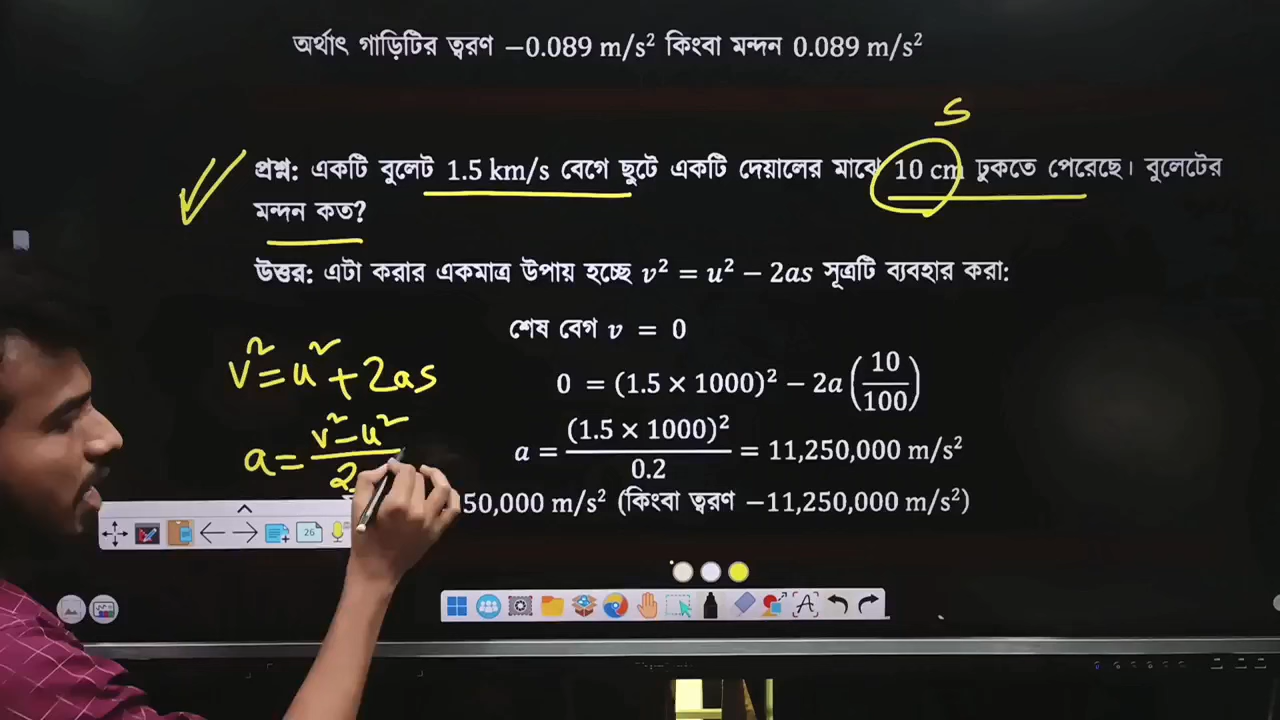 অর্থাৎ গাড়িটির ত্বরণ −0.089 m/s² কিংবা মন্দন 0.089 m/s²
S
প্রশ্ন: একটি বুলেট 1.5 km/s বেগে ছুটে একটি দেয়ালের মাঝে 10 cm ঢুকতে পেরেছে। বুলেটের
মন্দন কত?
উত্তর: এটা করার একমাত্র উপায় হচ্ছে v² = u² − 2as সূত্রটি ব্যবহার করা:
শেষ বেগ v = 0
v² = u² + 2as
0 = (1.5 × 1000)² − 2a (10/100)
a = v² − u² / 2
a = (1.5 × 1000)² / 0.2 = 11,250,000 m/s²
50,000 m/s² (কিংবা ত্বরণ −11,250,000 m/s²)
26
A